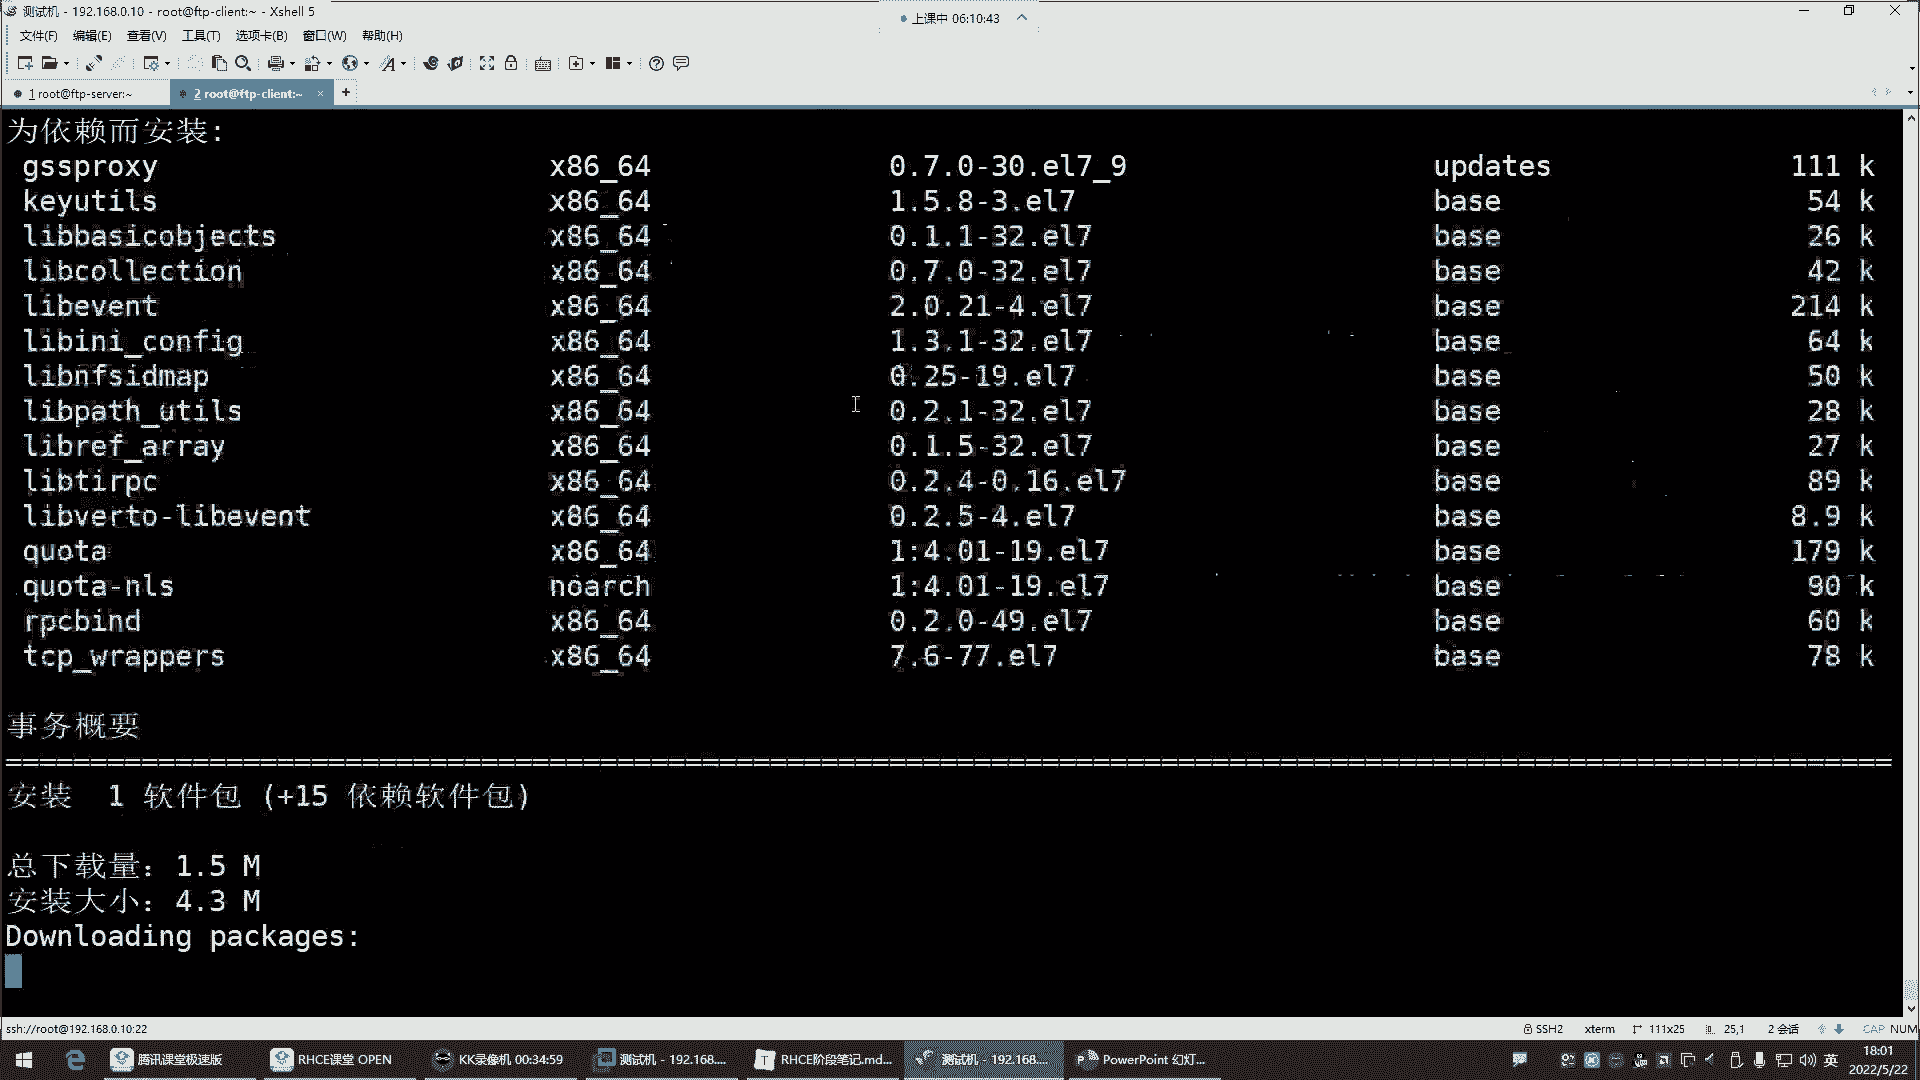 测试机 - 192.168.0.10 - root@ftp-client:~ - Xshell 5
上课中 06:10:43
文件(F) 编辑(E) 查看(V) 工具(T) 选项卡(B) 窗口(W) 帮助(H)
1 root@ftp-server:~ 2 root@ftp-client:~ × +
为依赖而安装:
gssproxy x86_64 0.7.0-30.el7_9 updates 111 k
keyutils x86_64 1.5.8-3.el7 base 54 k
libbasicobjects x86_64 0.1.1-32.el7 base 26 k
libcollection x86_64 0.7.0-32.el7 base 42 k
libevent x86_64 2.0.21-4.el7 base 214 k
libini_config x86_64 1.3.1-32.el7 base 64 k
libnfsidmap x86_64 0.25-19.el7 base 50 k
libpath_utils x86_64 0.2.1-32.el7 base 28 k
libref_array x86_64 0.1.5-32.el7 base 27 k
libtirpc x86_64 0.2.4-0.16.el7 base 89 k
libverto-libevent x86_64 0.2.5-4.el7 base 8.9 k
quota x86_64 1:4.01-19.el7 base 179 k
quota-nls noarch 1:4.01-19.el7 base 90 k
rpcbind x86_64 0.2.0-49.el7 base 60 k
tcp_wrappers x86_64 7.6-77.el7 base 78 k
事务概要
================================================================================================================
安装 1 软件包 (+15 依赖软件包)
总下载量：1.5 M
安装大小：4.3 M
Downloading packages:
ssh://root@192.168.0.10:22 SSH2 xterm 111x25 25,1 2 会话 CAP NUM
腾讯课堂极速版 RHCE课堂 OPEN KK录像机 00:34:59 测试机 - 192.168.... RHCE阶段笔记.md... 测试机 - 192.168.... PowerPoint 幻灯... 英 18:01
2022/5/22